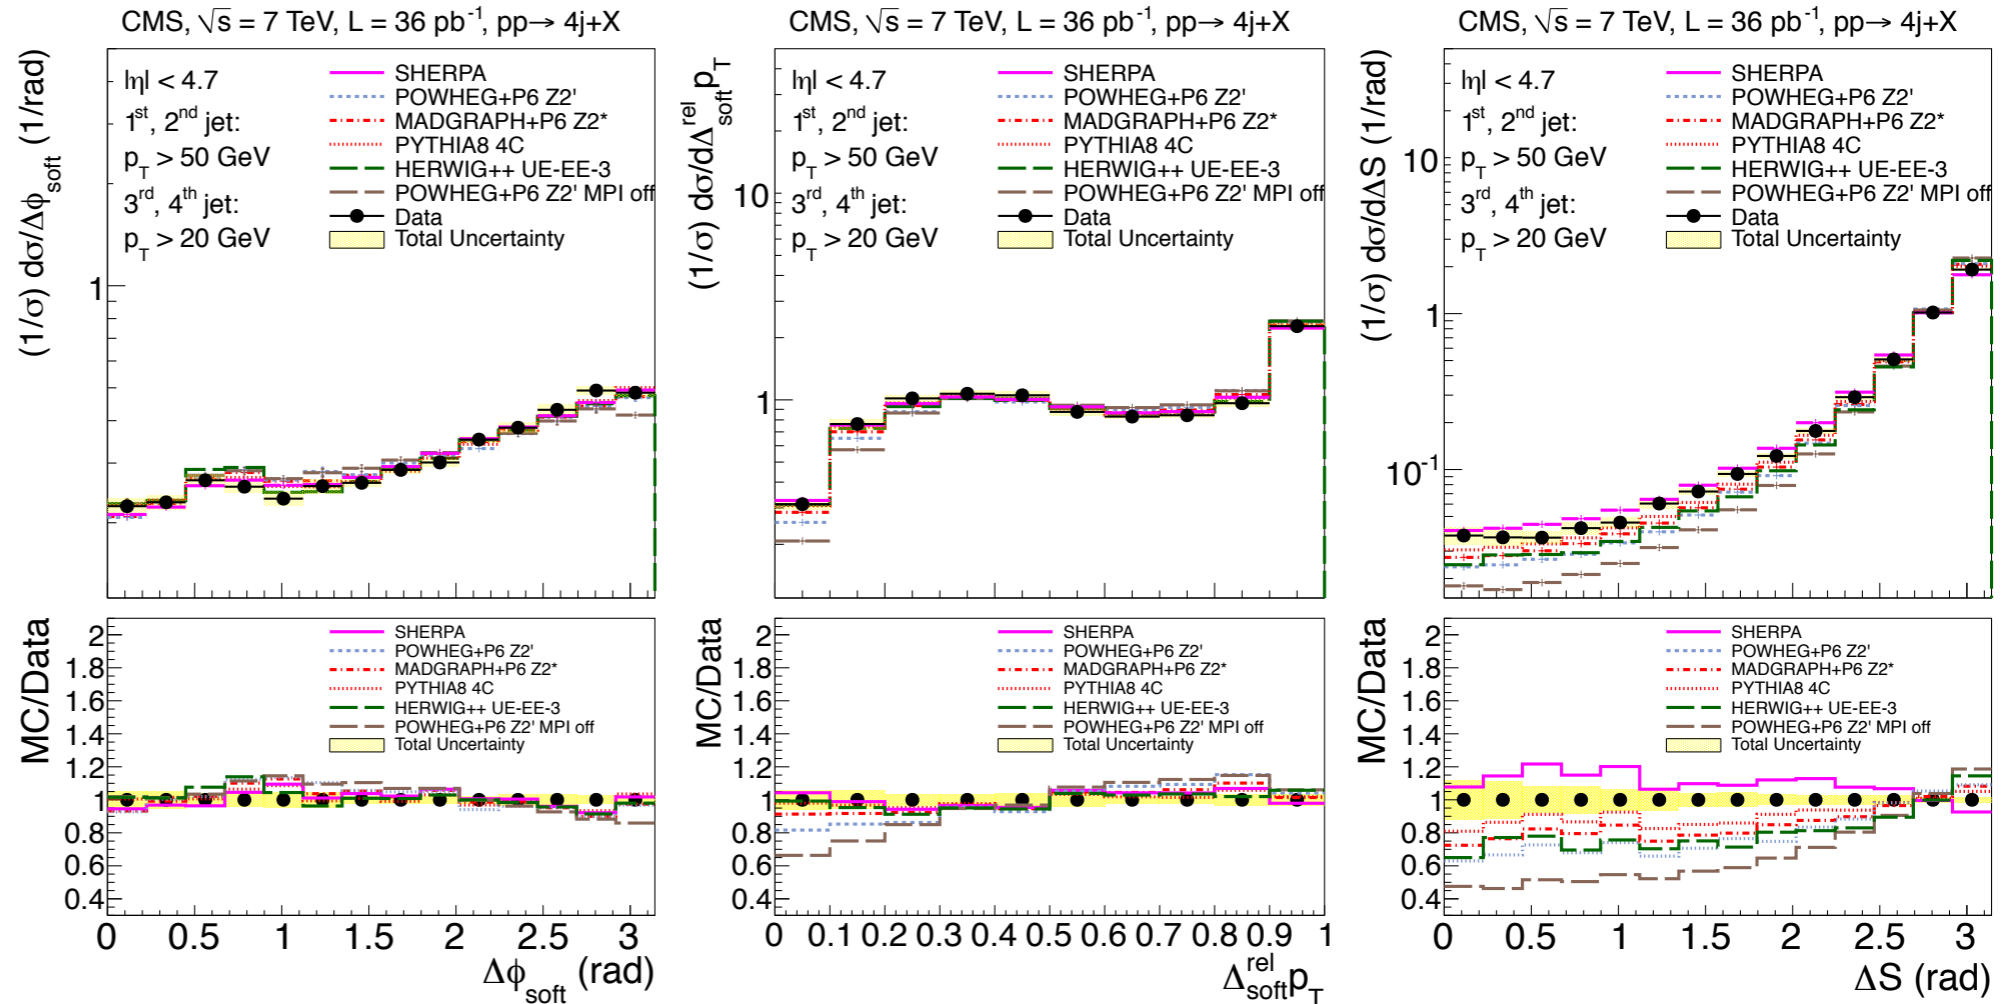 CMS, √s = 7 TeV, L = 36 pb⁻¹, pp→ 4j+X
(1/σ) dσ/Δϕ_soft (1/rad)
|η| < 4.7
1st, 2nd jet:
p_T > 50 GeV
3rd, 4th jet:
p_T > 20 GeV
SHERPA
POWHEG+P6 Z2'
MADGRAPH+P6 Z2*
PYTHIA8 4C
HERWIG++ UE-EE-3
POWHEG+P6 Z2' MPI off
Data
Total Uncertainty
1
MC/Data
SHERPA
POWHEG+P6 Z2'
MADGRAPH+P6 Z2*
PYTHIA8 4C
HERWIG++ UE-EE-3
POWHEG+P6 Z2' MPI off
Total Uncertainty
2
1.8
1.6
1.4
1.2
1
0.8
0.6
0.4
0 0.5 1 1.5 2 2.5 3
Δϕ_soft (rad)
CMS, √s = 7 TeV, L = 36 pb⁻¹, pp→ 4j+X
(1/σ) dσ/dΔ^rel_soft p_T
|η| < 4.7
1st, 2nd jet:
p_T > 50 GeV
3rd, 4th jet:
p_T > 20 GeV
SHERPA
POWHEG+P6 Z2'
MADGRAPH+P6 Z2*
PYTHIA8 4C
HERWIG++ UE-EE-3
POWHEG+P6 Z2' MPI off
Data
Total Uncertainty
10
1
MC/Data
SHERPA
POWHEG+P6 Z2'
MADGRAPH+P6 Z2*
PYTHIA8 4C
HERWIG++ UE-EE-3
POWHEG+P6 Z2' MPI off
Total Uncertainty
2
1.8
1.6
1.4
1.2
1
0.8
0.6
0.4
0 0.1 0.2 0.3 0.4 0.5 0.6 0.7 0.8 0.9 1
Δ^rel_soft p_T
CMS, √s = 7 TeV, L = 36 pb⁻¹, pp→ 4j+X
(1/σ) dσ/dΔS (1/rad)
|η| < 4.7
1st, 2nd jet:
p_T > 50 GeV
3rd, 4th jet:
p_T > 20 GeV
SHERPA
POWHEG+P6 Z2'
MADGRAPH+P6 Z2*
PYTHIA8 4C
HERWIG++ UE-EE-3
POWHEG+P6 Z2' MPI off
Data
Total Uncertainty
10
1
10⁻¹
MC/Data
SHERPA
POWHEG+P6 Z2'
MADGRAPH+P6 Z2*
PYTHIA8 4C
HERWIG++ UE-EE-3
POWHEG+P6 Z2' MPI off
Total Uncertainty
2
1.8
1.6
1.4
1.2
1
0.8
0.6
0.4
0 0.5 1 1.5 2 2.5 3
ΔS (rad)